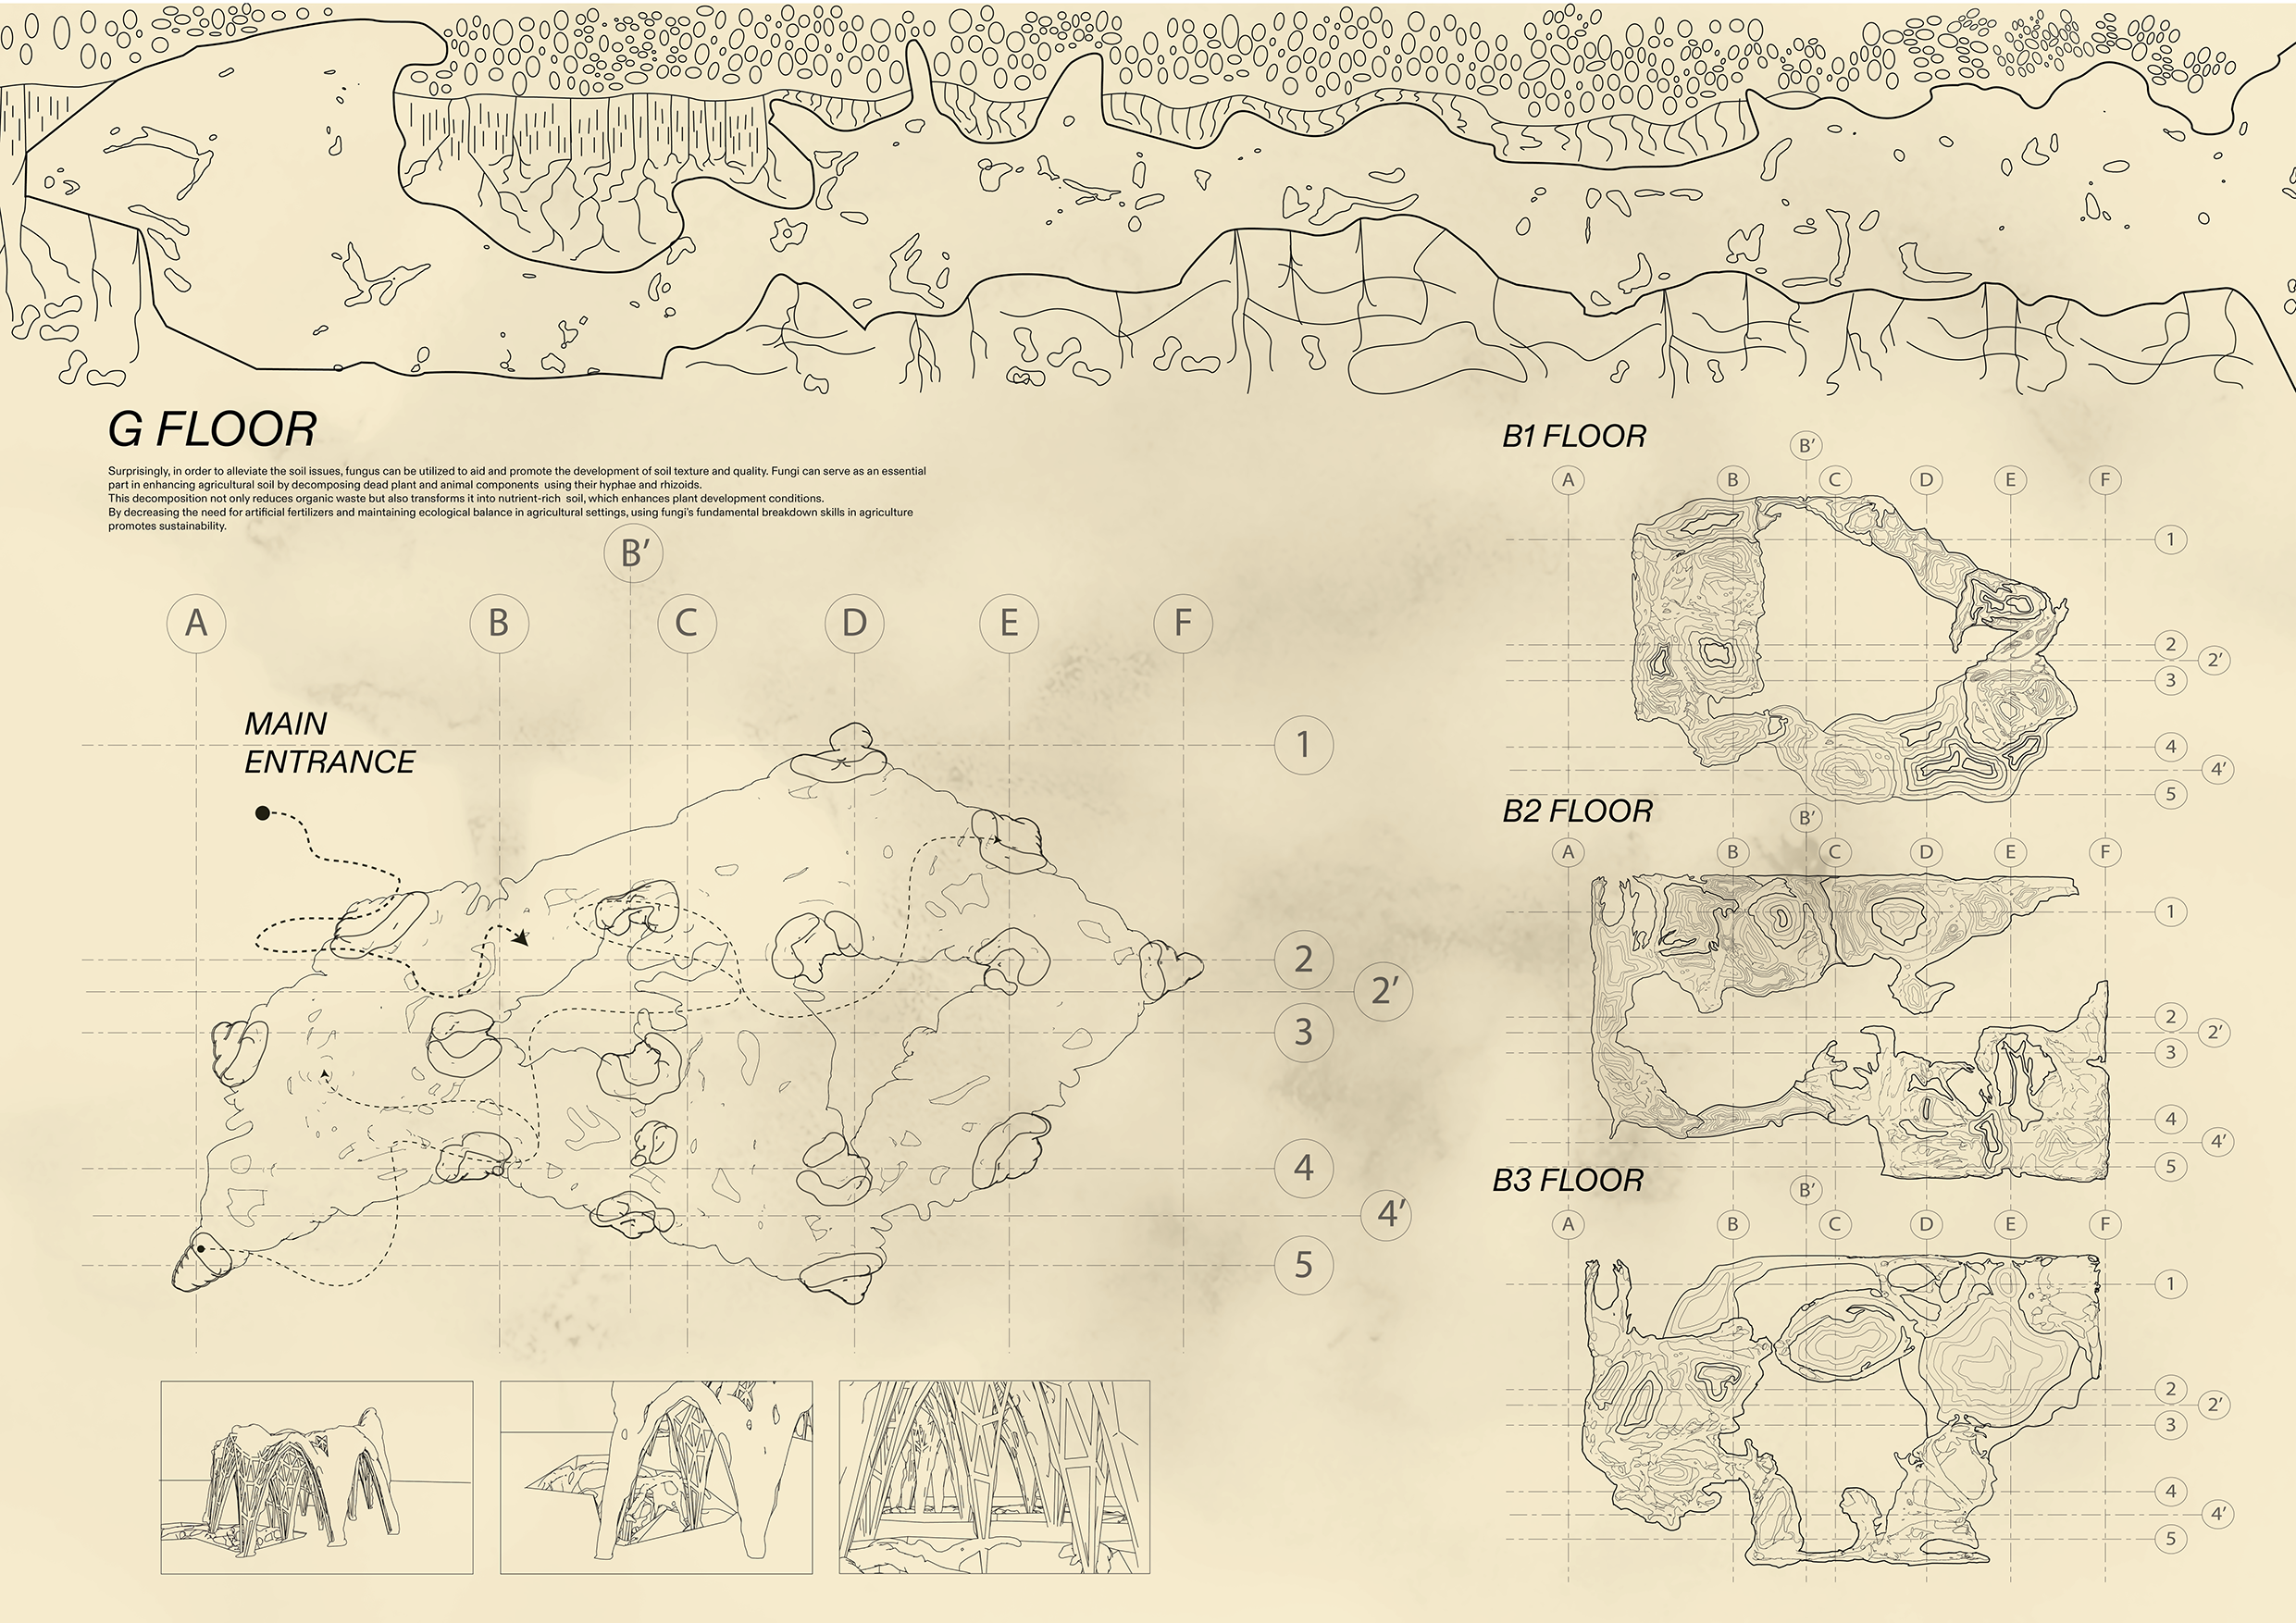 G FLOOR
Surprisingly, in order to alleviate the soil issues, fungus can be utilized to aid and promote the development of soil texture and quality. Fungi can serve as an essential
part in enhancing agricultural soil by decomposing dead plant and animal components  using their hyphae and rhizoids.
This decomposition not only reduces organic waste but also transforms it into nutrient-rich  soil, which enhances plant development conditions.
By decreasing the need for artificial fertilizers and maintaining ecological balance in agricultural settings, using fungi's fundamental breakdown skills in agriculture
promotes sustainability.
B'
A B C D E F
MAIN
ENTRANCE
1
2
2'
3
4
4'
5
B1 FLOOR
B'
A B C D E F
1
2
2'
3
4
4'
5
B2 FLOOR
B'
A B C D E F
1
2
2'
3
4
4'
5
B3 FLOOR
B'
A B C D E F
1
2
2'
3
4
4'
5